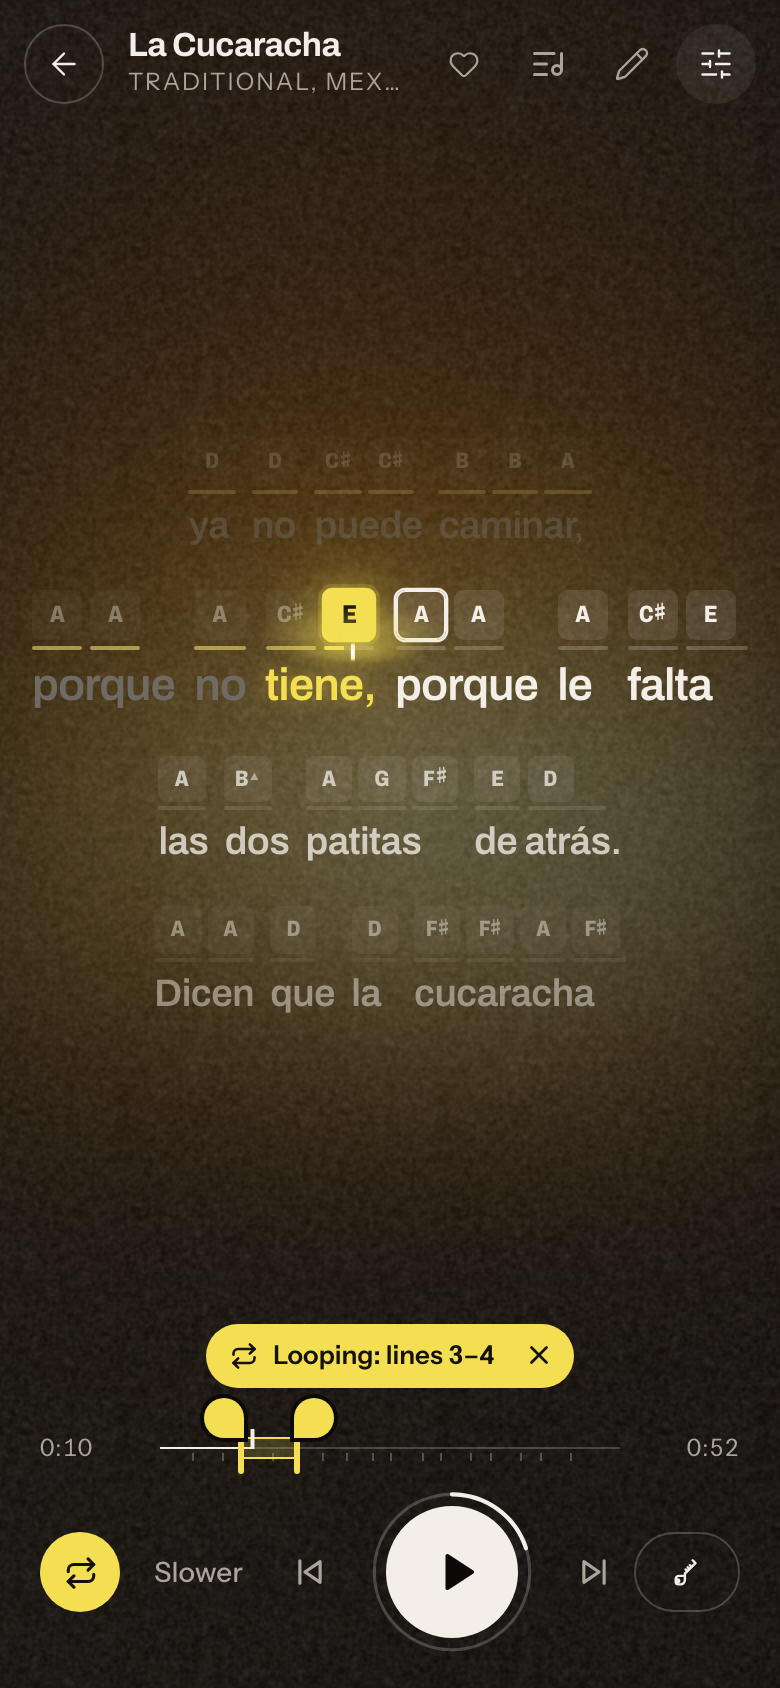 La Cucaracha
TRADITIONAL, MEX…
D D C♯ C♯ B B A
ya no puede caminar,
A A A C♯ E A A A C♯ E
porque no tiene, porque le falta
A B▲ A G F♯ E D
las dos patitas de atrás.
A A D D F♯ F♯ A F♯
Dicen que la cucaracha
Looping: lines 3–4
0:10 0:52
Slower